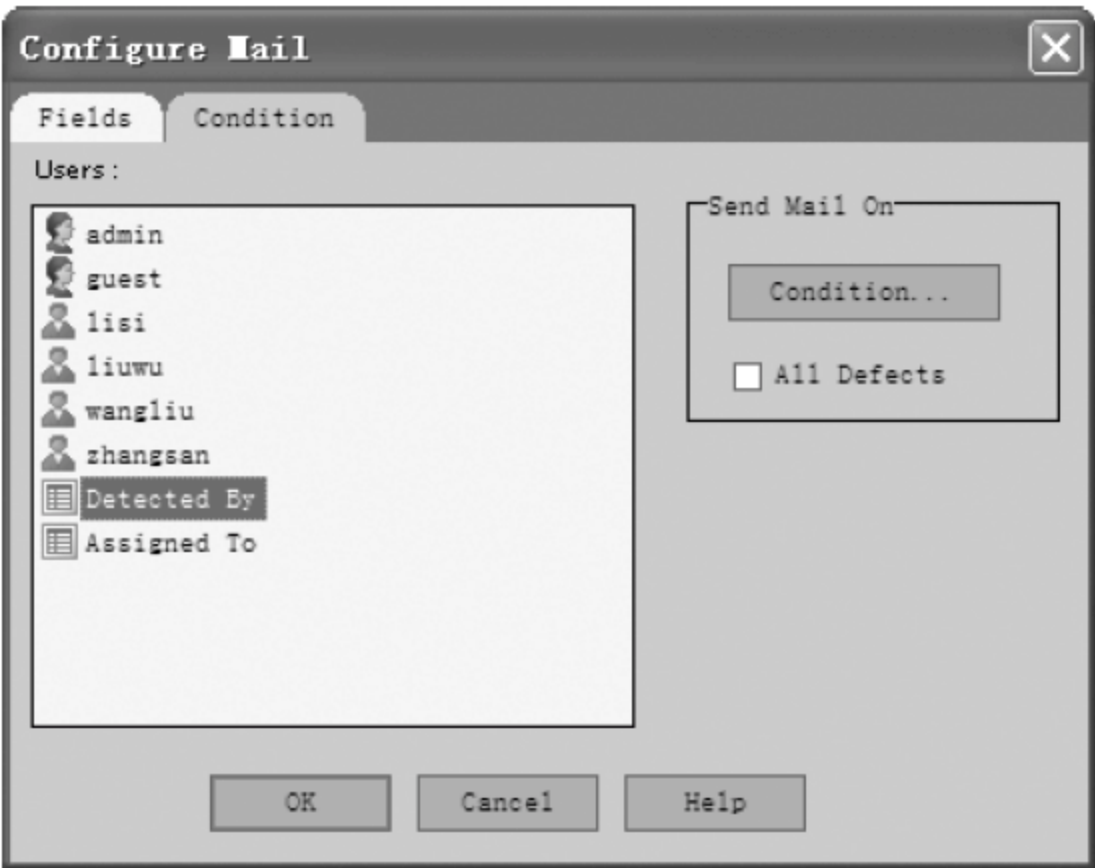 Configure Mail
Fields
Condition
Users :
admin
guest
lisi
liuwu
wangliu
zhangsan
Detected By
Assigned To
Send Mail On
Condition...
All Defects
OK
Cancel
Help